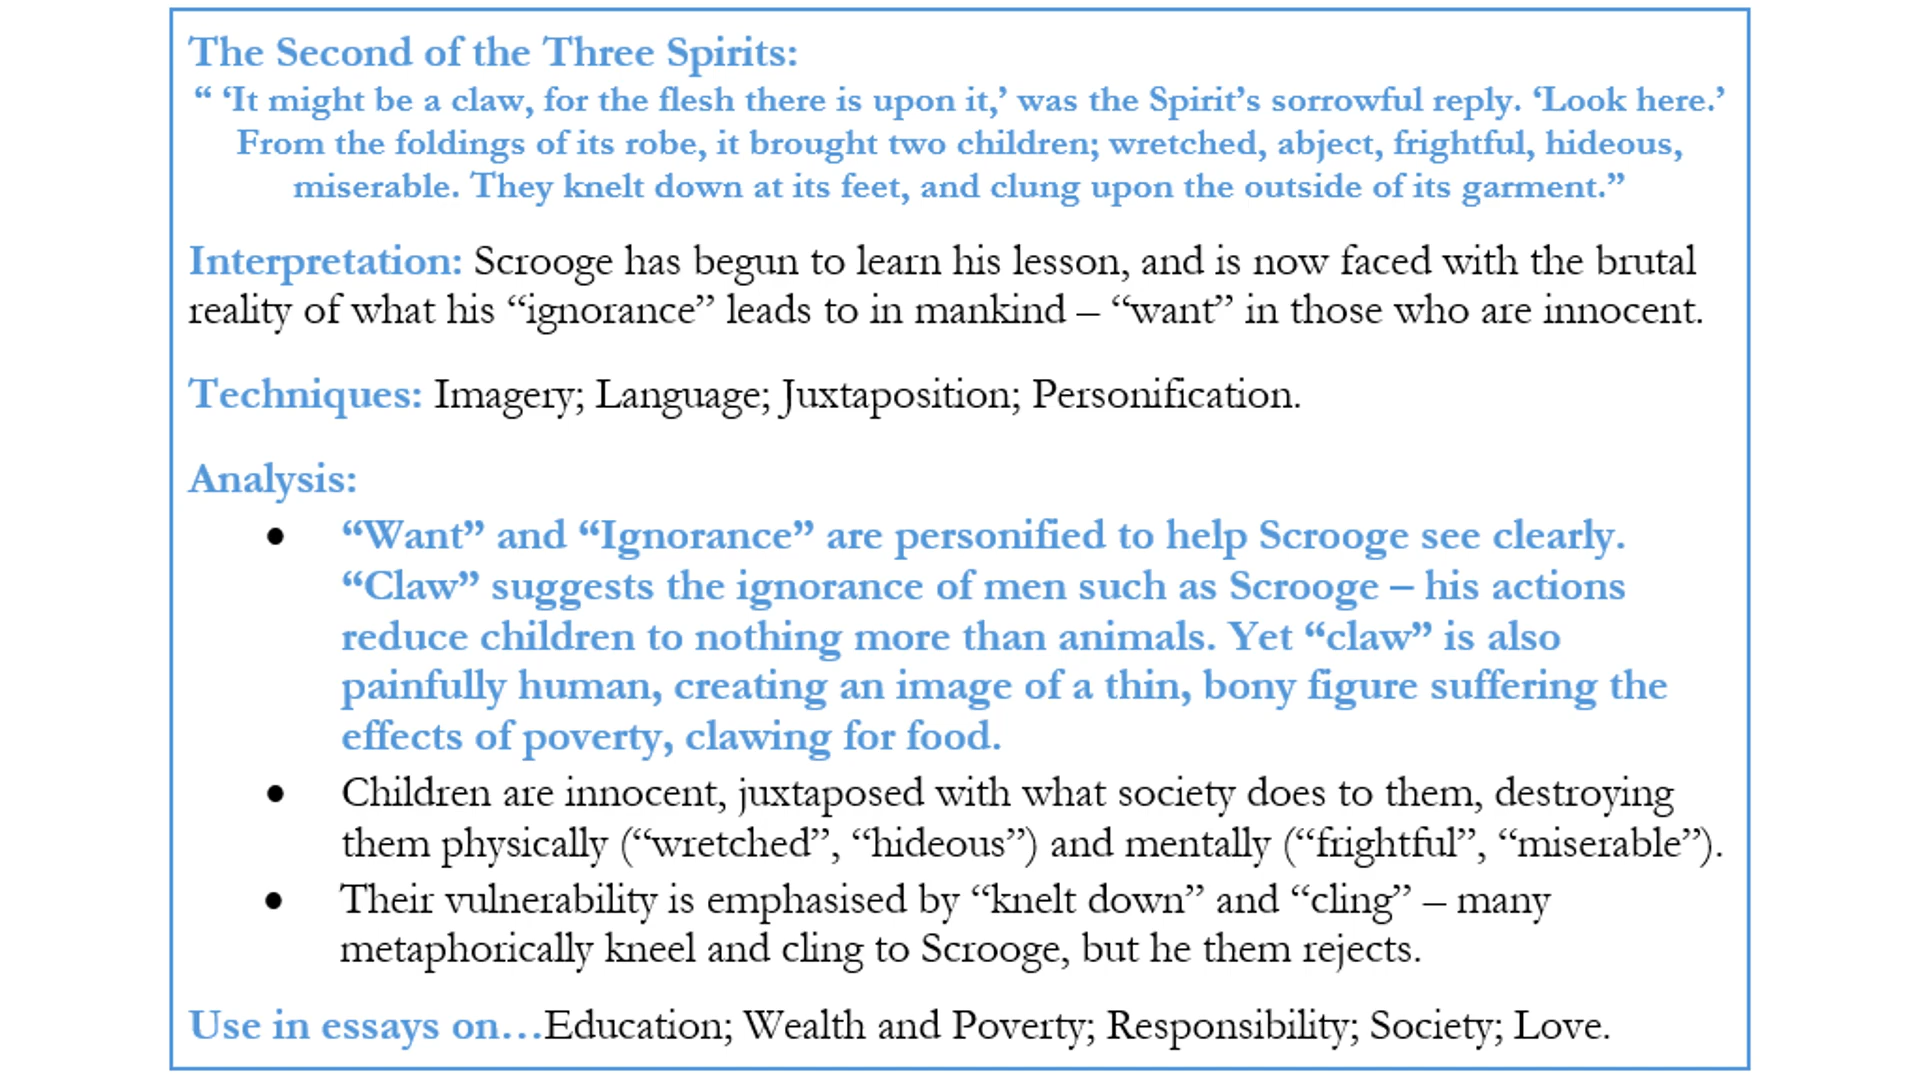 The Second of the Three Spirits:
“ ‘It might be a claw, for the flesh there is upon it,’ was the Spirit’s sorrowful reply. ‘Look here.’
From the foldings of its robe, it brought two children; wretched, abject, frightful, hideous,
miserable. They knelt down at its feet, and clung upon the outside of its garment.”
Interpretation: Scrooge has begun to learn his lesson, and is now faced with the brutal
reality of what his “ignorance” leads to in mankind – “want” in those who are innocent.
Techniques: Imagery; Language; Juxtaposition; Personification.
Analysis:
● “Want” and “Ignorance” are personified to help Scrooge see clearly.
“Claw” suggests the ignorance of men such as Scrooge – his actions
reduce children to nothing more than animals. Yet “claw” is also
painfully human, creating an image of a thin, bony figure suffering the
effects of poverty, clawing for food.
● Children are innocent, juxtaposed with what society does to them, destroying
them physically (“wretched”, “hideous”) and mentally (“frightful”, “miserable”).
● Their vulnerability is emphasised by “knelt down” and “cling” – many
metaphorically kneel and cling to Scrooge, but he them rejects.
Use in essays on…Education; Wealth and Poverty; Responsibility; Society; Love.